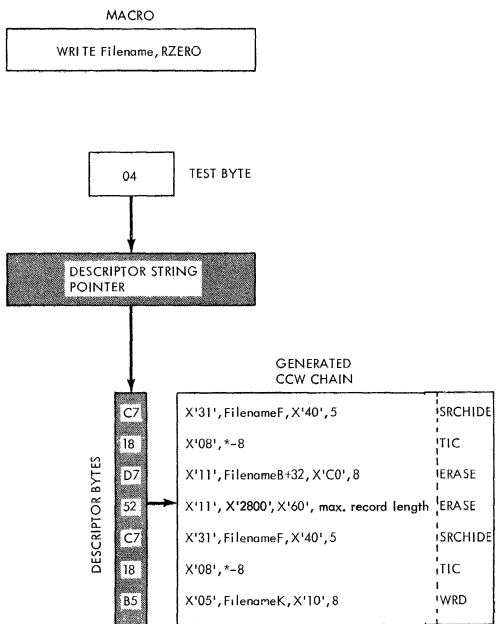 MACRO
WRITE Filename, RZERO
04 TEST BYTE
DESCRIPTOR STRING
POINTER
GENERATED
CCW CHAIN
DESCRIPTOR BYTES
C7 X'31', FilenameF, X'40', 5 SRCHIDE
18 X'08', *-8 TIC
D7 X'11', FilenameB+32, X'C0', 8 ERASE
52 X'11', X'2800', X'60', max. record length ERASE
C7 X'31', FilenameF, X'40', 5 SRCHIDE
18 X'08', *-8 TIC
B5 X'05', FilenameK, X'10', 8 WRD